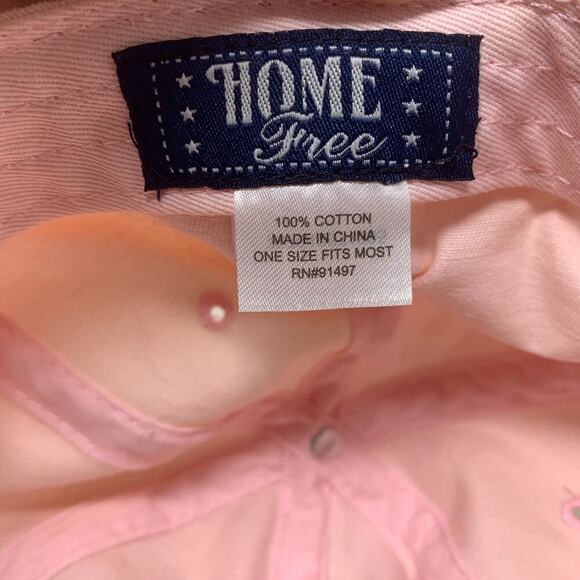 HOME
Free
100% COTTON
MADE IN CHINA
ONE SIZE FITS MOST
RN#91497